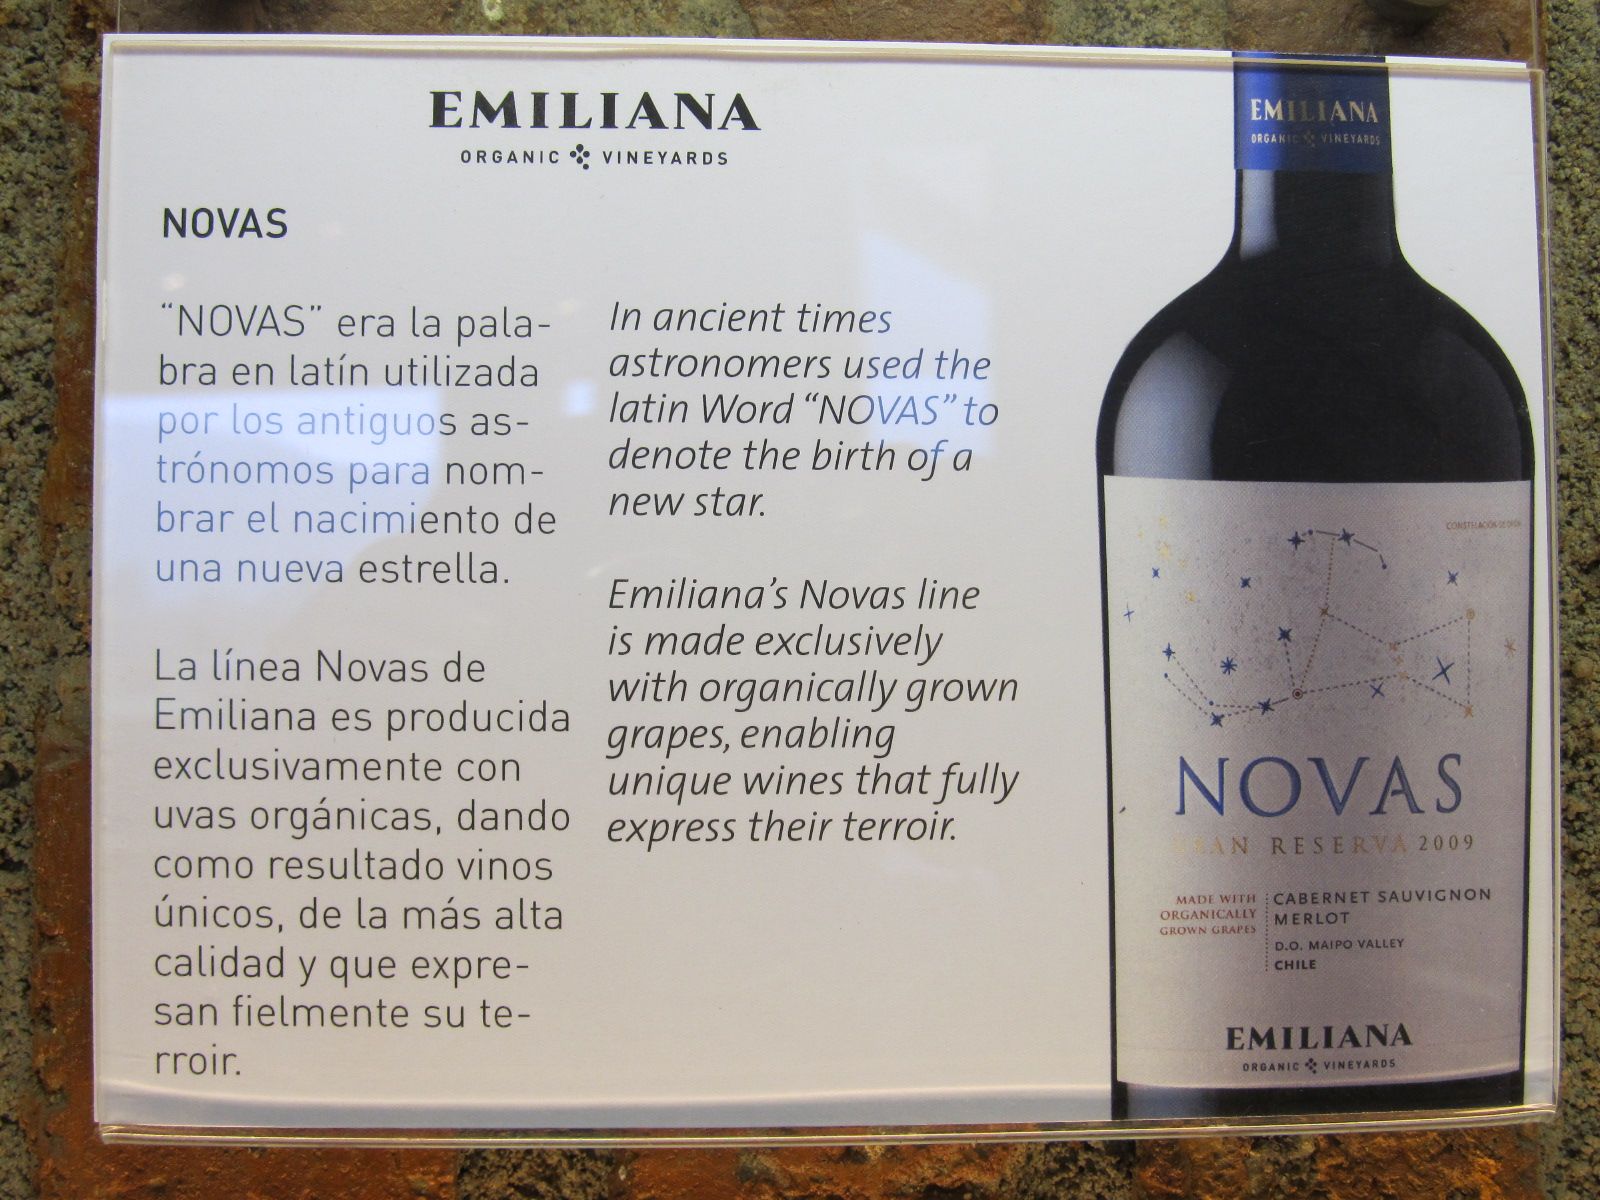 EMILIANA
ORGANIC VINEYARDS
NOVAS
“NOVAS” era la pala-
bra en latín utilizada
por los antiguos as-
trónomos para nom-
brar el nacimiento de
una nueva estrella.
La línea Novas de
Emiliana es producida
exclusivamente con
uvas orgánicas, dando
como resultado vinos
únicos, de la más alta
calidad y que expre-
san fielmente su te-
rroir.
In ancient times
astronomers used the
latin Word “NOVAS” to
denote the birth of a
new star.
Emiliana’s Novas line
is made exclusively
with organically grown
grapes, enabling
unique wines that fully
express their terroir.
EMILIANA
ORGANIC VINEYARDS
CONSTELACIÓN DE ORIÓN
NOVAS
GRAN RESERVA 2009
MADE WITH
ORGANICALLY
GROWN GRAPES
CABERNET SAUVIGNON
MERLOT
D.O. MAIPO VALLEY
CHILE
EMILIANA
ORGANIC VINEYARDS